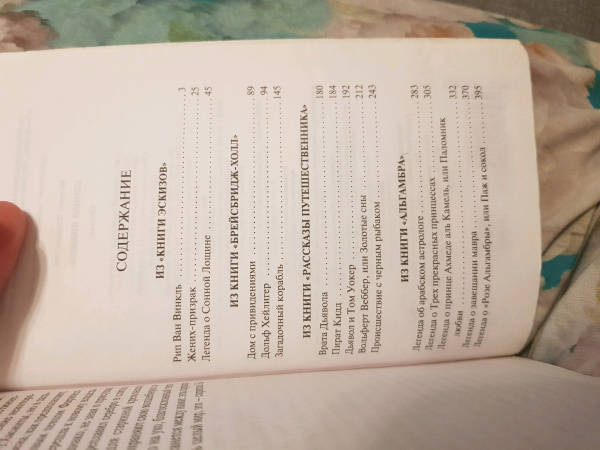 СОДЕРЖАНИЕ
ИЗ «КНИГИ ЭСКИЗОВ»
Рип Ван Винкль 3
Жених-призрак 25
Легенда о Сонной Лощине 45
ИЗ КНИГИ «БРЕЙСБРИДЖ-ХОЛЛ»
Дом с привидениями 89
Дольф Хейлигер 94
Загадочный корабль 145
ИЗ КНИГИ «РАССКАЗЫ ПУТЕШЕСТВЕННИКА»
Врата Дьявола 180
Пират Кидд 184
Дьявол и Том Уокер 192
Вольферт Веббер, или Золотые сны 212
Происшествие с черным рыбаком 243
ИЗ КНИГИ «АЛЬГАМБРА»
Легенда об арабском астрологе 283
Легенда о Трех прекрасных принцессах 305
Легенда о принце Ахмеде аль Камель, или Паломник
любви 332
Легенда о завещании мавра 370
Легенда о «Розе Альгамбры», или Паж и сокол 395